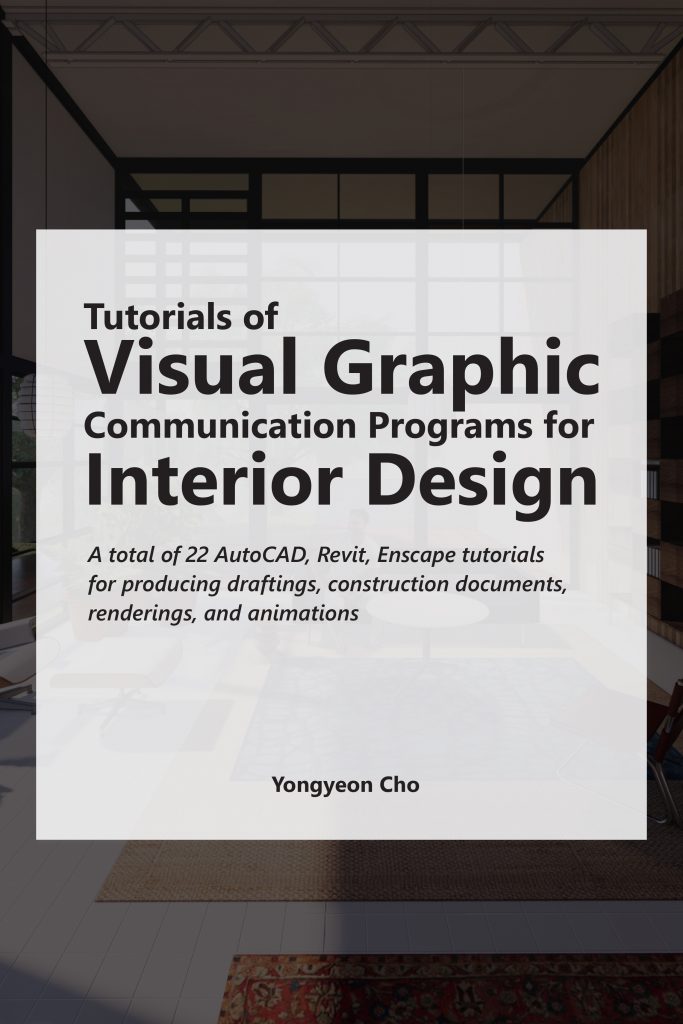 Tutorials of
Visual Graphic
Communication Programs for
Interior Design
A total of 22 AutoCAD, Revit, Enscape tutorials
for producing draftings, construction documents,
renderings, and animations
Yongyeon Cho